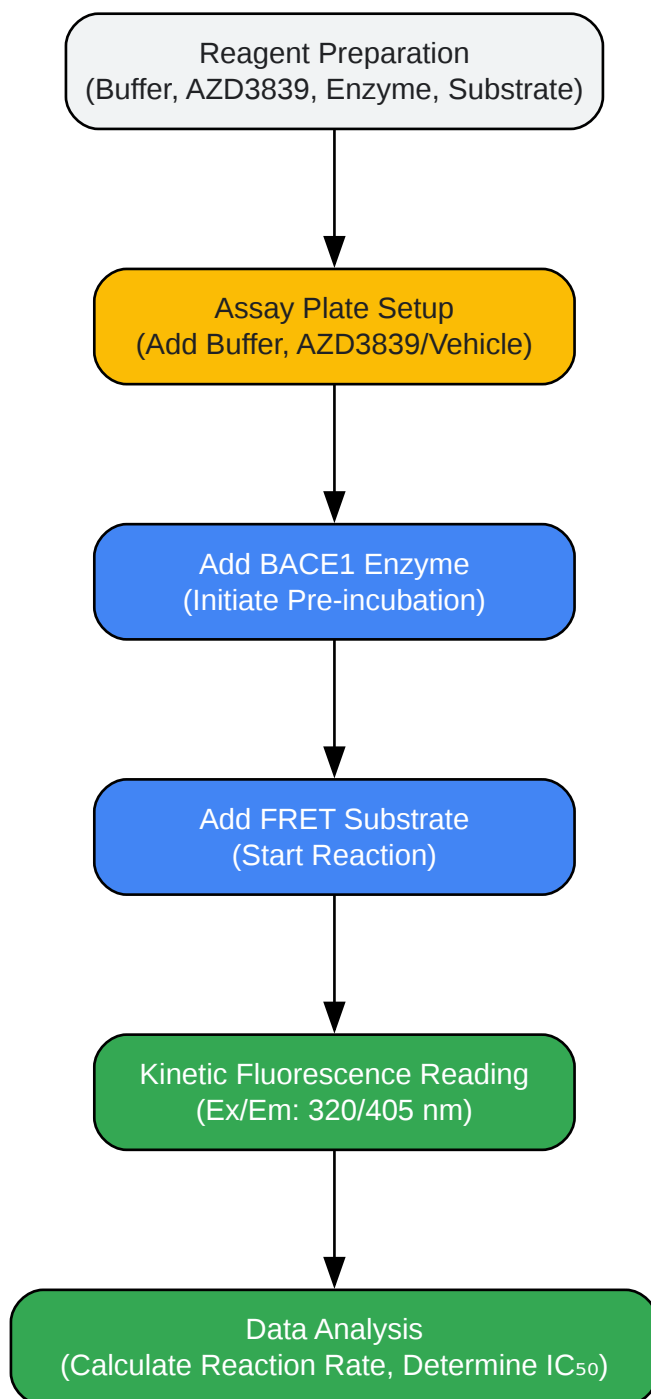 Reagent Preparation
(Buffer, AZD3839, Enzyme, Substrate)
Assay Plate Setup
(Add Buffer, AZD3839/Vehicle)
Add BACE1 Enzyme
(Initiate Pre-incubation)
Add FRET Substrate
(Start Reaction)
Kinetic Fluorescence Reading
(Ex/Em: 320/405 nm)
Data Analysis
(Calculate Reaction Rate, Determine IC₅₀)